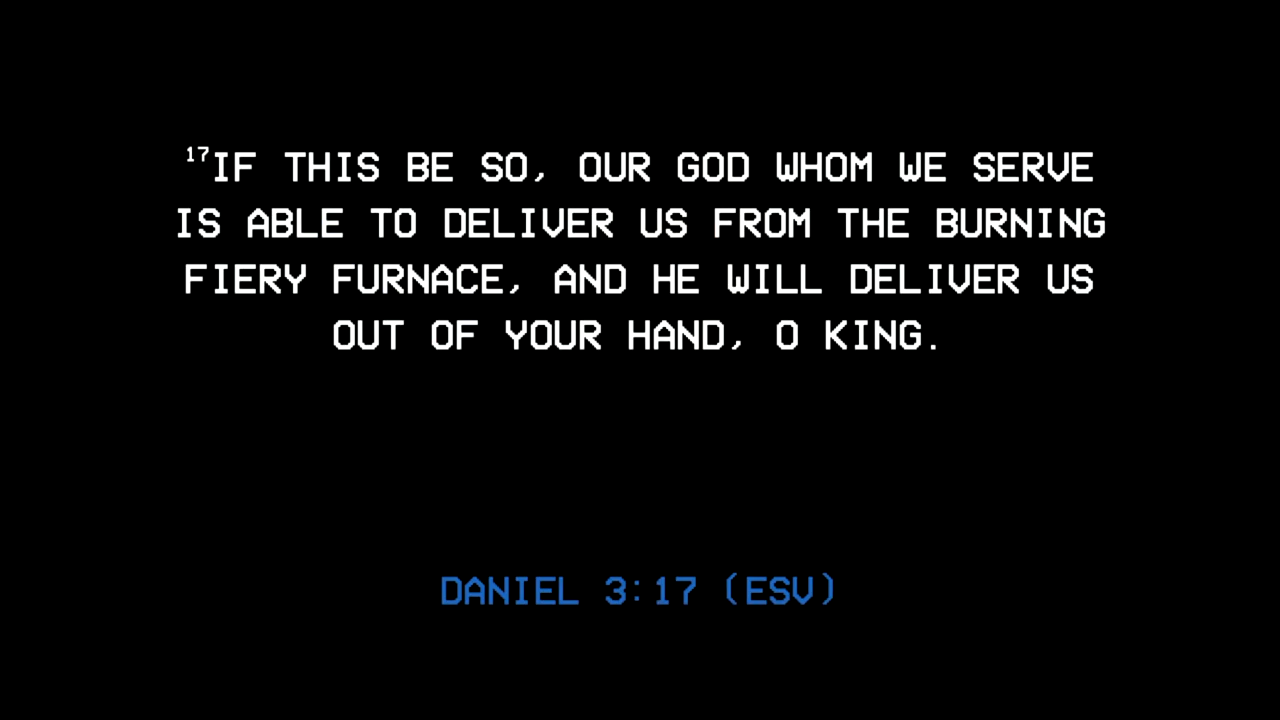 17IF THIS BE SO, OUR GOD WHOM WE SERVE
IS ABLE TO DELIVER US FROM THE BURNING
FIERY FURNACE, AND HE WILL DELIVER US
OUT OF YOUR HAND, O KING.
DANIEL 3:17 (ESV)